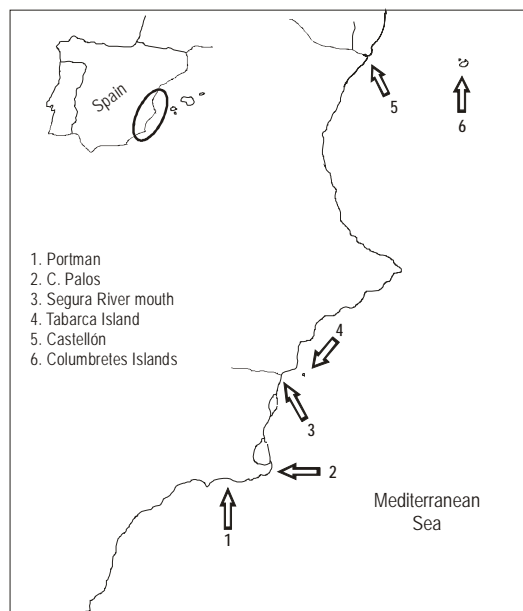 Spain
5
6
1. Portman
2. C. Palos
3. Segura River mouth
4. Tabarca Island
5. Castellón
6. Columbretes Islands
4
3
2
Mediterranean
Sea
1